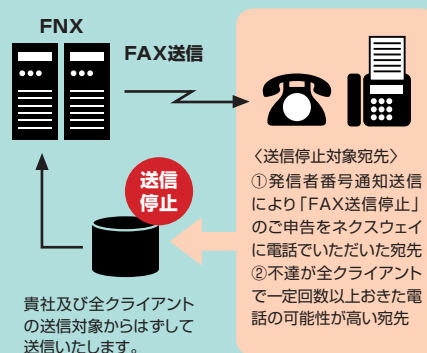 FNX
FAX送信
送信
停止
〈送信停止対象宛先〉
①発信者番号通知送信
により「FAX送信停止」
のご申告をネクスウェイ
に電話でいただいた宛先
②不達が全クライアント
で一定回数以上おきた電
話の可能性が高い宛先
貴社及び全クライアント
の送信対象からはずして
送信いたします。